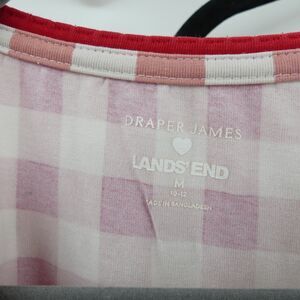 DRAPER JAMES
LANDS' END
M
10-12
MADE IN BANGLADESH